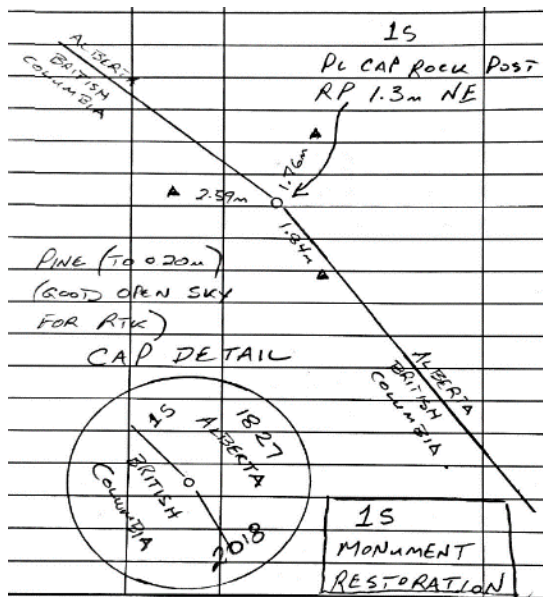 1S
PL CAP ROCK POST
RP 1.3m NE
ALBERTA
BRITISH
COLUMBIA
1.76m
2.59m
1.84m
PINE (TO 0.20m)
(GOOD OPEN SKY
FOR RTK)
CAP DETAIL
ALBERTA
BRITISH
COLUMBIA
1S
1827
ALBERTA
BRITISH
COLUMBIA
2018
1S
MONUMENT
RESTORATION